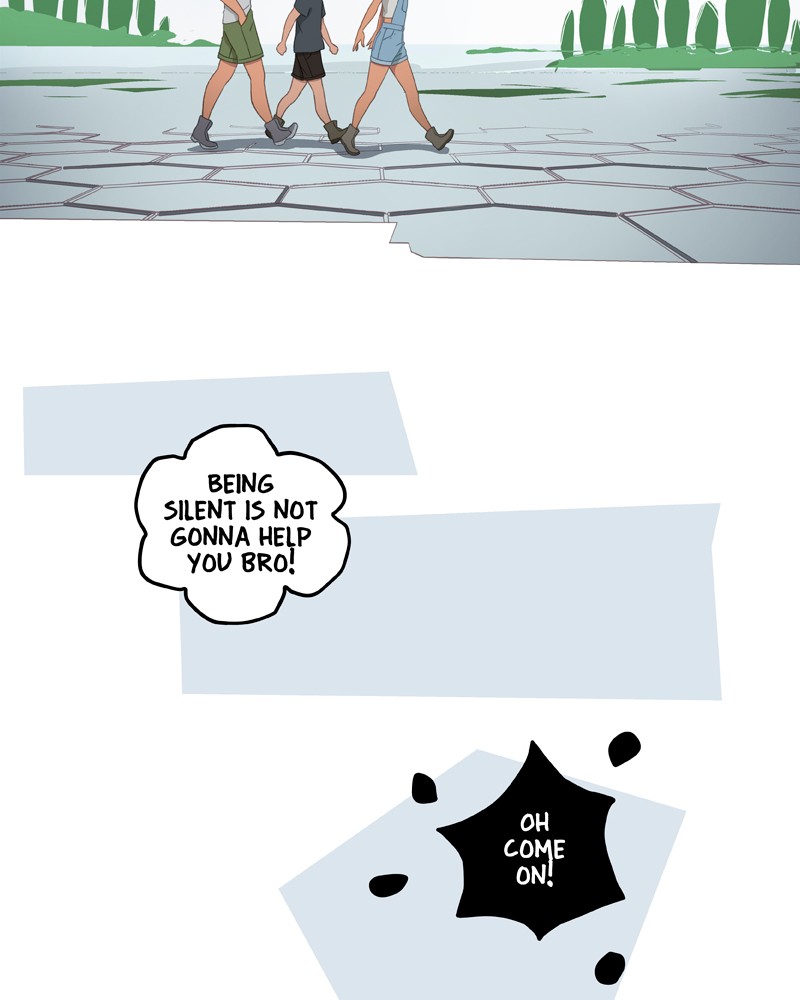 BEING
SILENT IS NOT
GONNA HELP
YOU BRO!
OH
COME
ON!